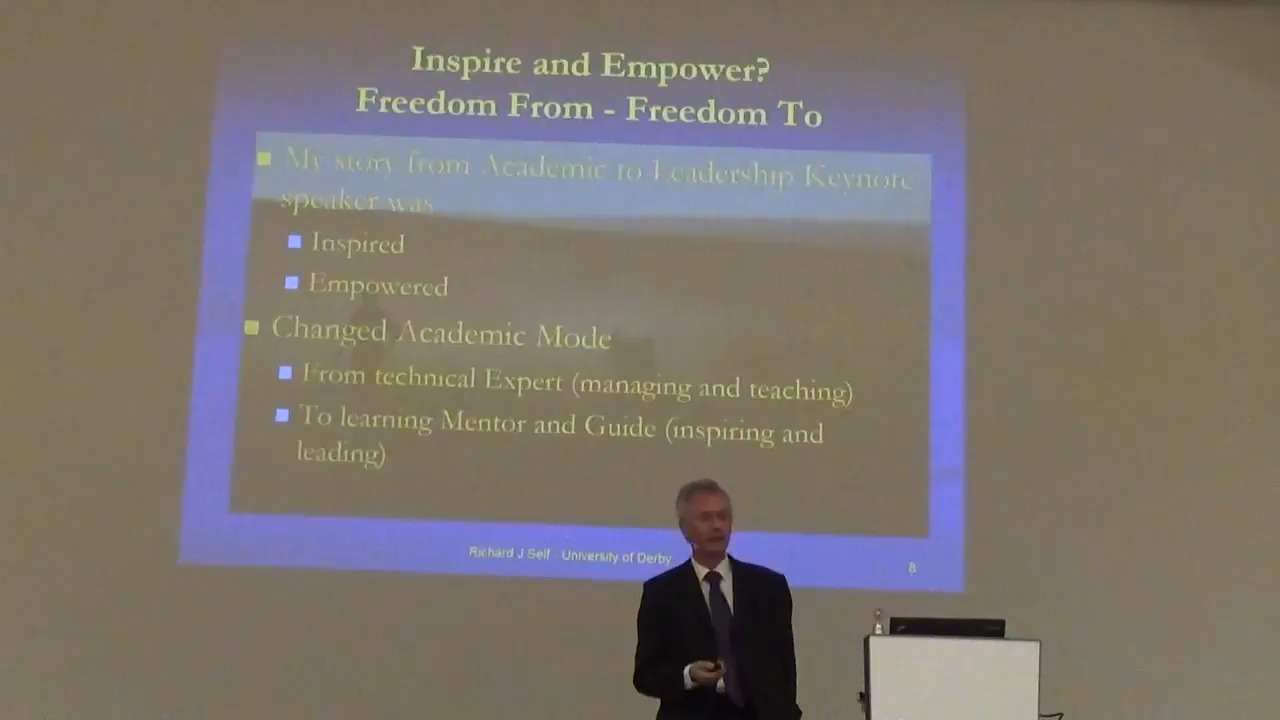 Inspire and Empower?
Freedom From - Freedom To
My story from Academic to Leadership Keynote
speaker was
Inspired
Empowered
Changed Academic Mode
From technical Expert (managing and teaching)
To learning Mentor and Guide (inspiring and
leading)
Richard J Self - University of Derby
8